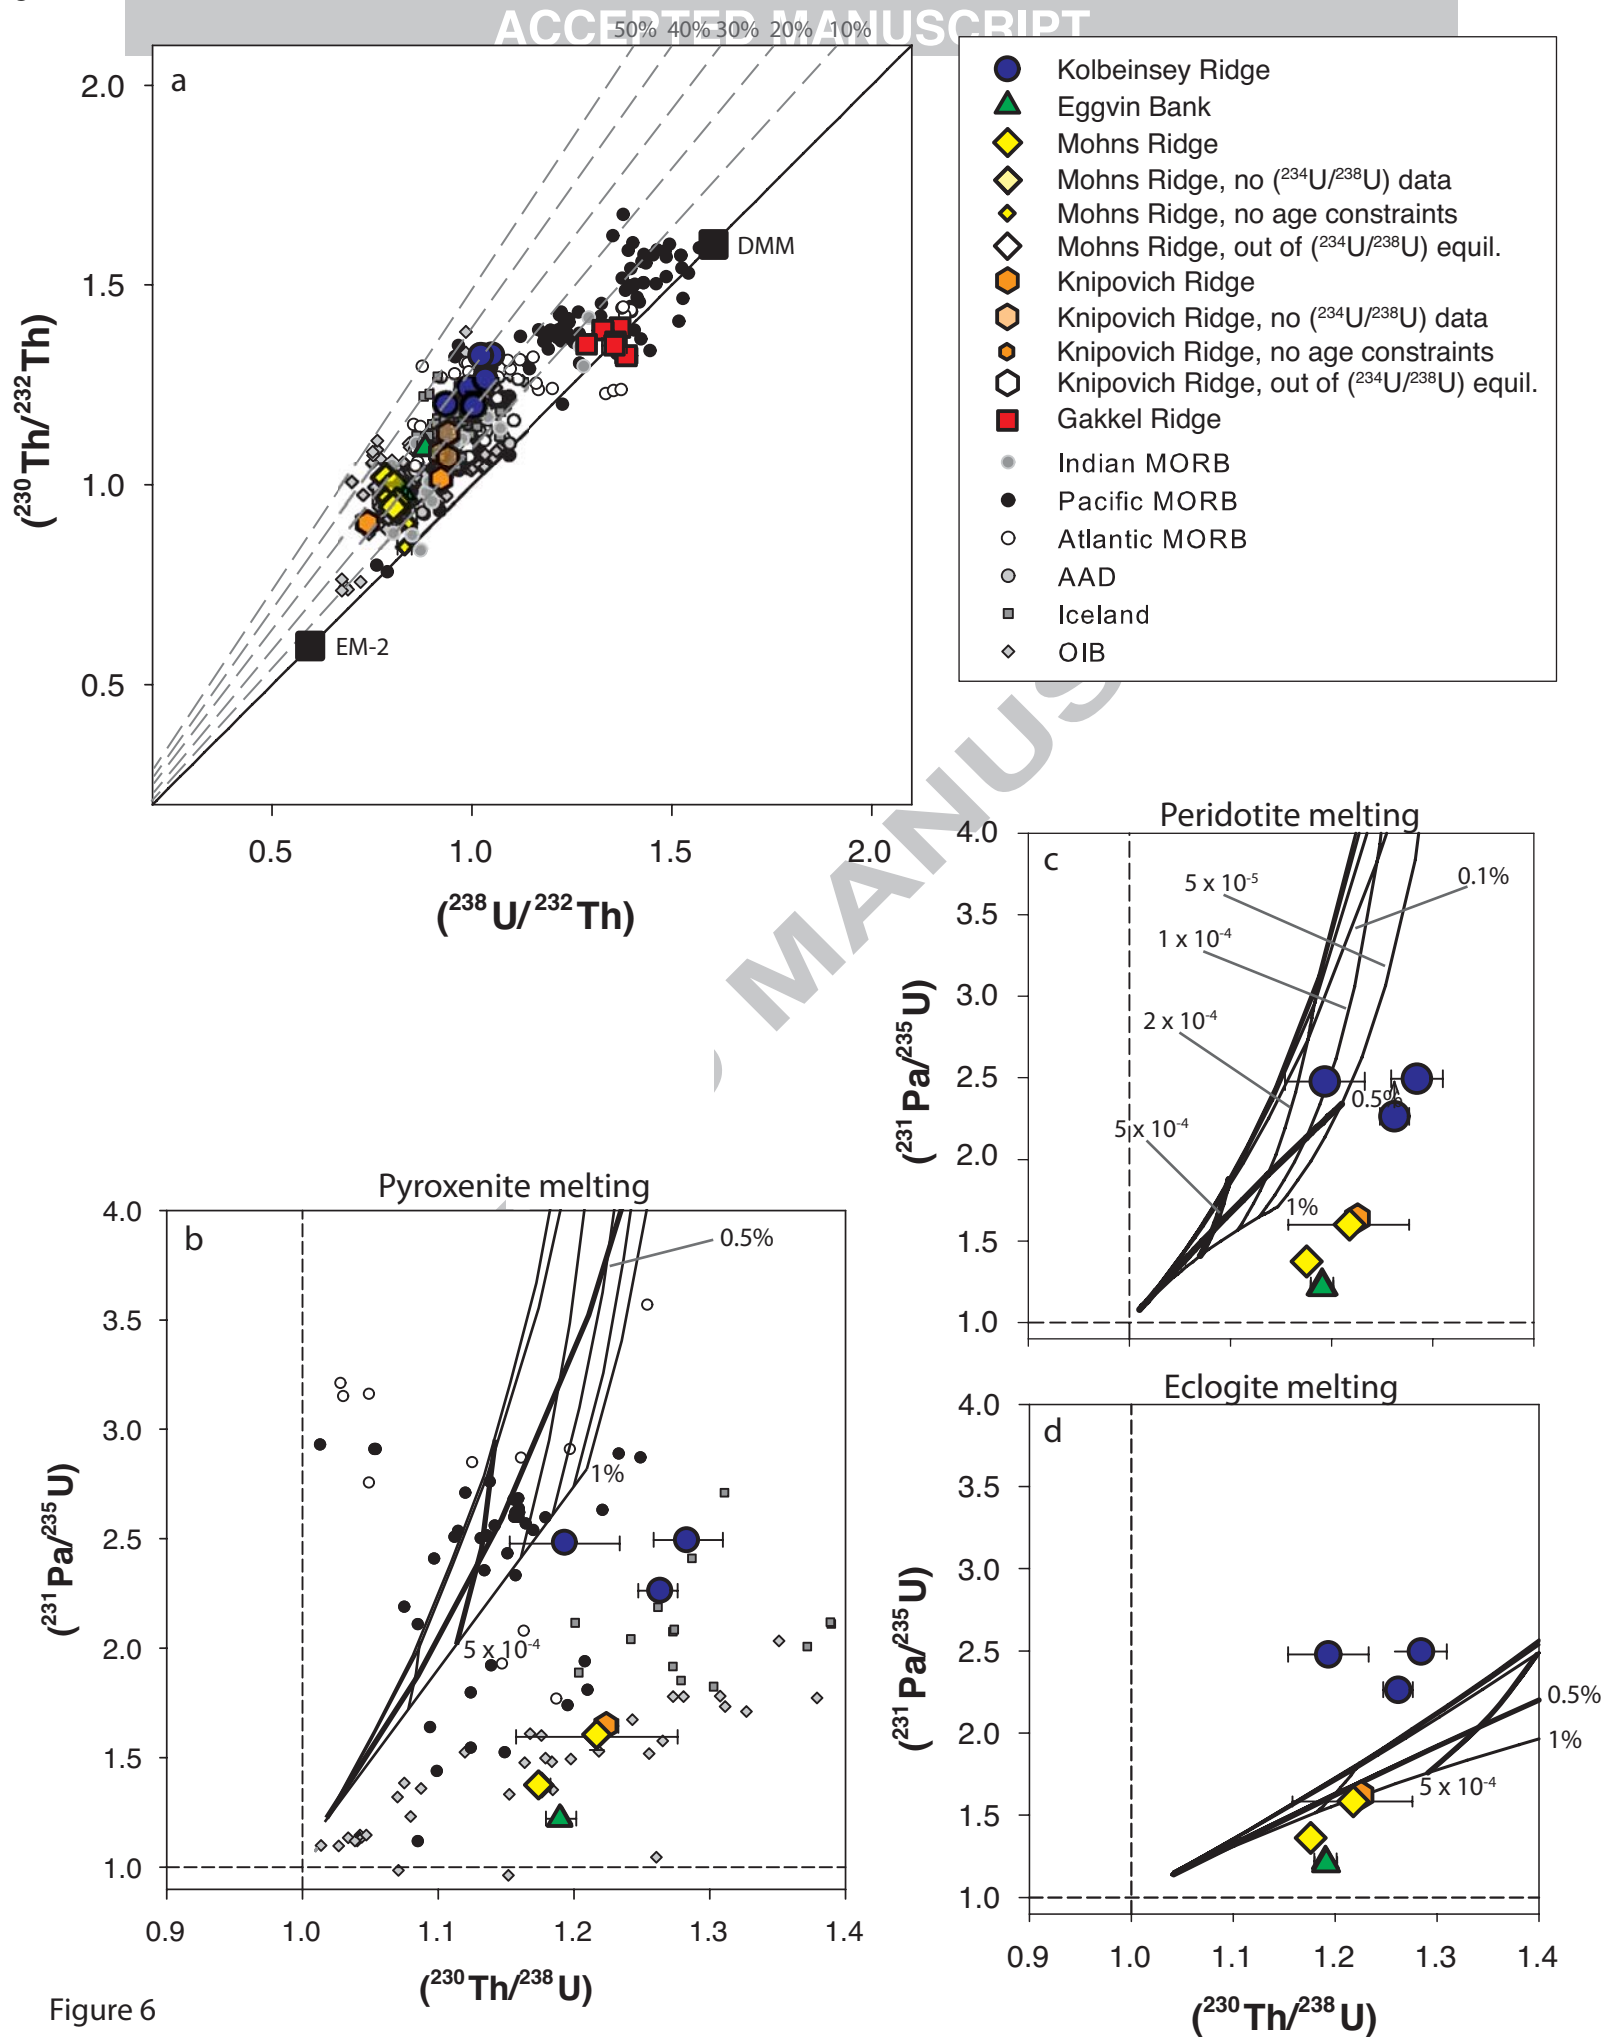 ACCEPTED MANUSCRIPT
50% 40% 30% 20% 10%
a
2.0
1.5
1.0
0.5
DMM
EM-2
0.5 1.0 1.5 2.0
(²³⁰Th/²³²Th)
(²³⁸U/²³²Th)
Kolbeinsey Ridge
Eggvin Bank
Mohns Ridge
Mohns Ridge, no (²³⁴U/²³⁸U) data
Mohns Ridge, no age constraints
Mohns Ridge, out of (²³⁴U/²³⁸U) equil.
Knipovich Ridge
Knipovich Ridge, no (²³⁴U/²³⁸U) data
Knipovich Ridge, no age constraints
Knipovich Ridge, out of (²³⁴U/²³⁸U) equil.
Gakkel Ridge
Indian MORB
Pacific MORB
Atlantic MORB
AAD
Iceland
OIB
MANUS
Peridotite melting
c
4.0
3.5
3.0
2.5
2.0
1.5
1.0
5 x 10⁻⁵
0.1%
1 x 10⁻⁴
2 x 10⁻⁴
0.5%
5 x 10⁻⁴
1%
(²³¹Pa/²³⁵U)
Pyroxenite melting
b
4.0
3.5
3.0
2.5
2.0
1.5
1.0
0.5%
1%
5 x 10⁻⁴
(²³¹Pa/²³⁵U)
0.9 1.0 1.1 1.2 1.3 1.4
(²³⁰Th/²³⁸U)
Eclogite melting
d
4.0
3.5
3.0
2.5
2.0
1.5
1.0
0.5%
1%
5 x 10⁻⁴
(²³¹Pa/²³⁵U)
0.9 1.0 1.1 1.2 1.3 1.4
(²³⁰Th/²³⁸U)
Figure 6